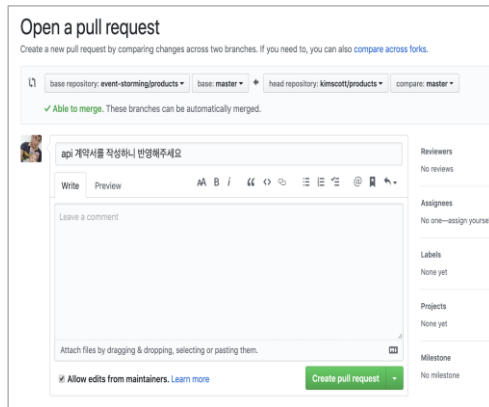 Open a pull request
Create a new pull request by comparing changes across two branches. If you need to, you can also compare across forks.
base repository: event-storming/products
base: master
head repository: kimscott/products
compare: master
✓ Able to merge. These branches can be automatically merged.
api 계약서를 작성하니 반영해주세요
Write
Preview
Leave a comment
Attach files by dragging & dropping, selecting or pasting them.
Allow edits from maintainers. Learn more
Create pull request
Reviewers
No reviews
Assignees
No one—assign yourse
Labels
None yet
Projects
None yet
Milestone
No milestone